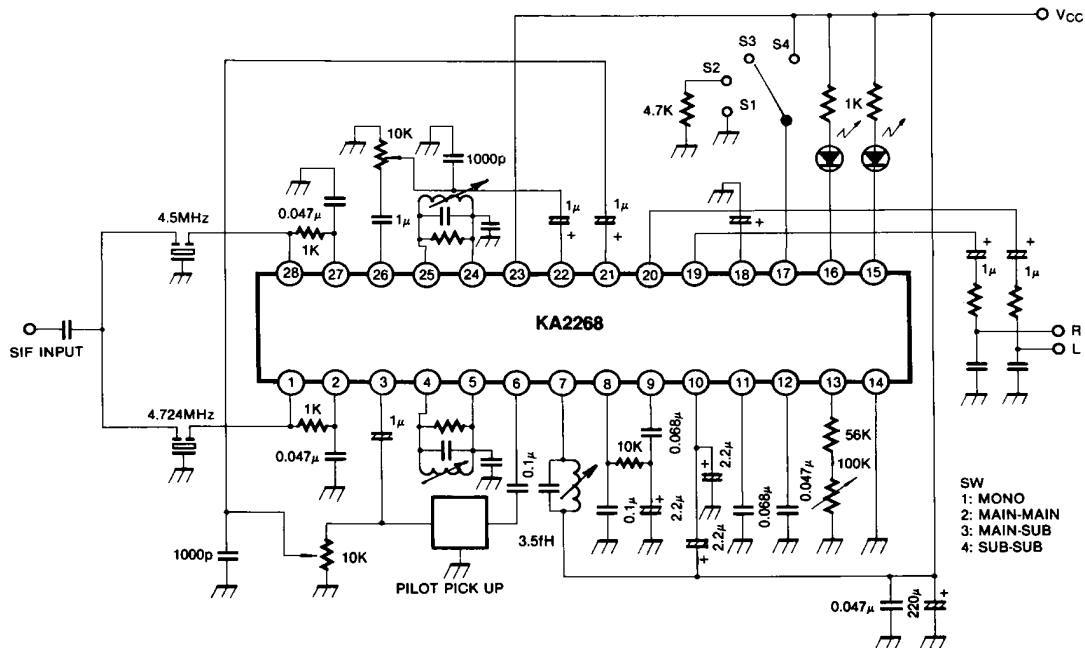 VCC
S3
S4
S2
S1
4.7K
1K
10K
1000p
0.047μ
1K
1μ
1μ
1μ
+
+
+
4.5MHz
28
27
26
25
24
23
22
21
20
19
18
17
16
15
+
+
1μ
1μ
KA2268
SIF INPUT
R
L
1
2
3
4
5
6
7
8
9
10
11
12
13
14
4.724MHz
1K
0.047μ
1μ
0.1μ
3.5fH
10K
0.068μ
0.1μ
+
2.2μ
+
2.2μ
2.2μ
+
0.068μ
0.047μ
56K
100K
SW
1: MONO
2: MAIN-MAIN
3: MAIN-SUB
4: SUB-SUB
1000p
10K
PILOT PICK UP
0.047μ
220μ
+